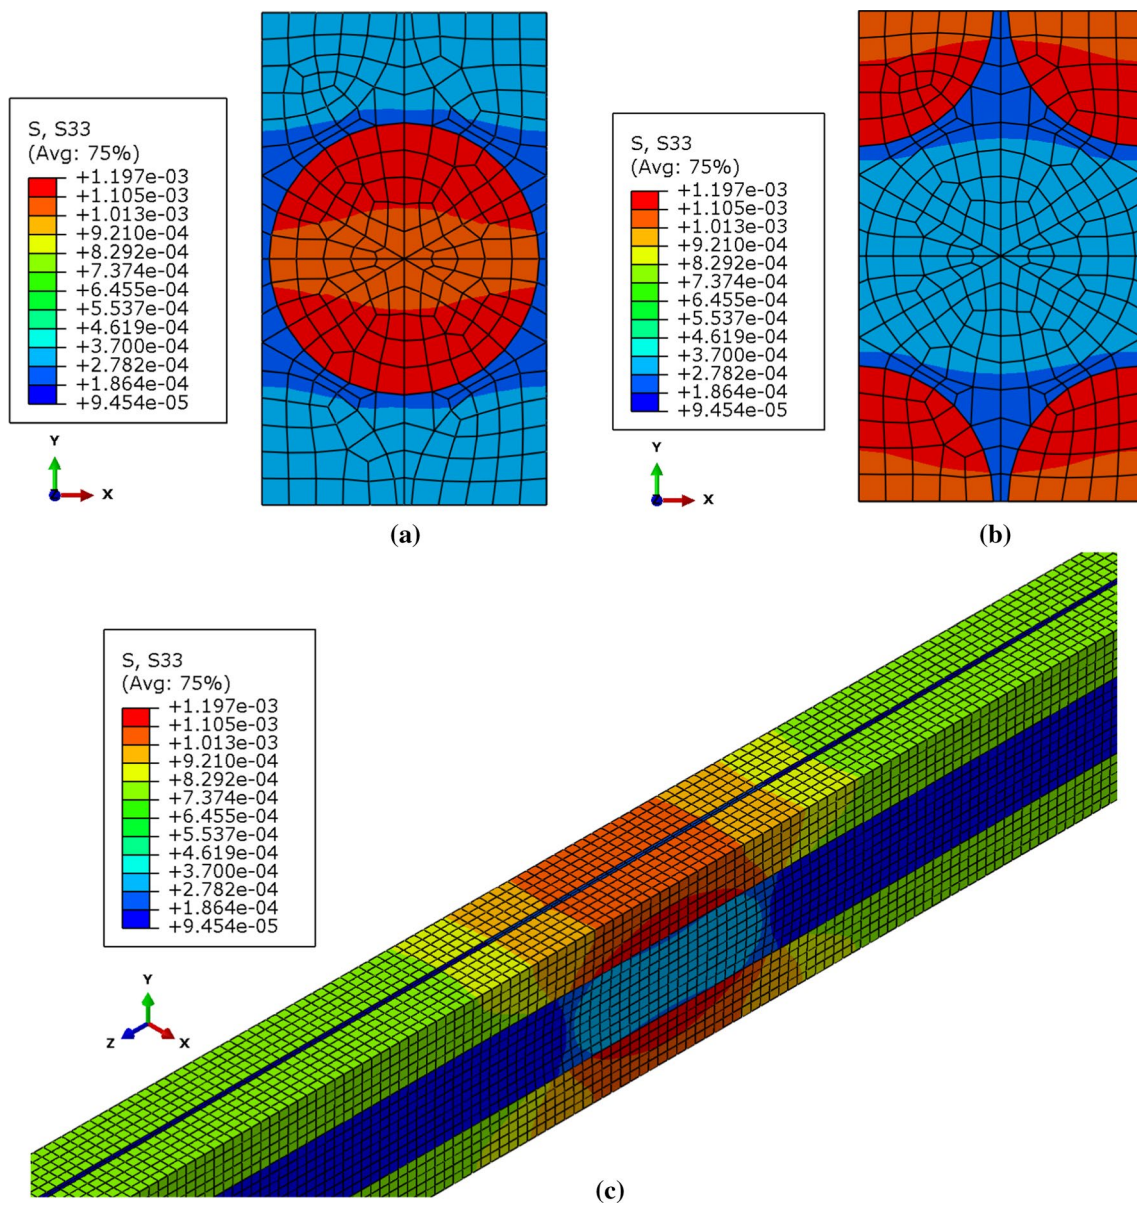 S, S33
(Avg: 75%)
+1.197e-03
+1.105e-03
+1.013e-03
+9.210e-04
+8.292e-04
+7.374e-04
+6.455e-04
+5.537e-04
+4.619e-04
+3.700e-04
+2.782e-04
+1.864e-04
+9.454e-05
Y
X
(a)
S, S33
(Avg: 75%)
+1.197e-03
+1.105e-03
+1.013e-03
+9.210e-04
+8.292e-04
+7.374e-04
+6.455e-04
+5.537e-04
+4.619e-04
+3.700e-04
+2.782e-04
+1.864e-04
+9.454e-05
Y
X
(b)
S, S33
(Avg: 75%)
+1.197e-03
+1.105e-03
+1.013e-03
+9.210e-04
+8.292e-04
+7.374e-04
+6.455e-04
+5.537e-04
+4.619e-04
+3.700e-04
+2.782e-04
+1.864e-04
+9.454e-05
Y
Z X
(c)